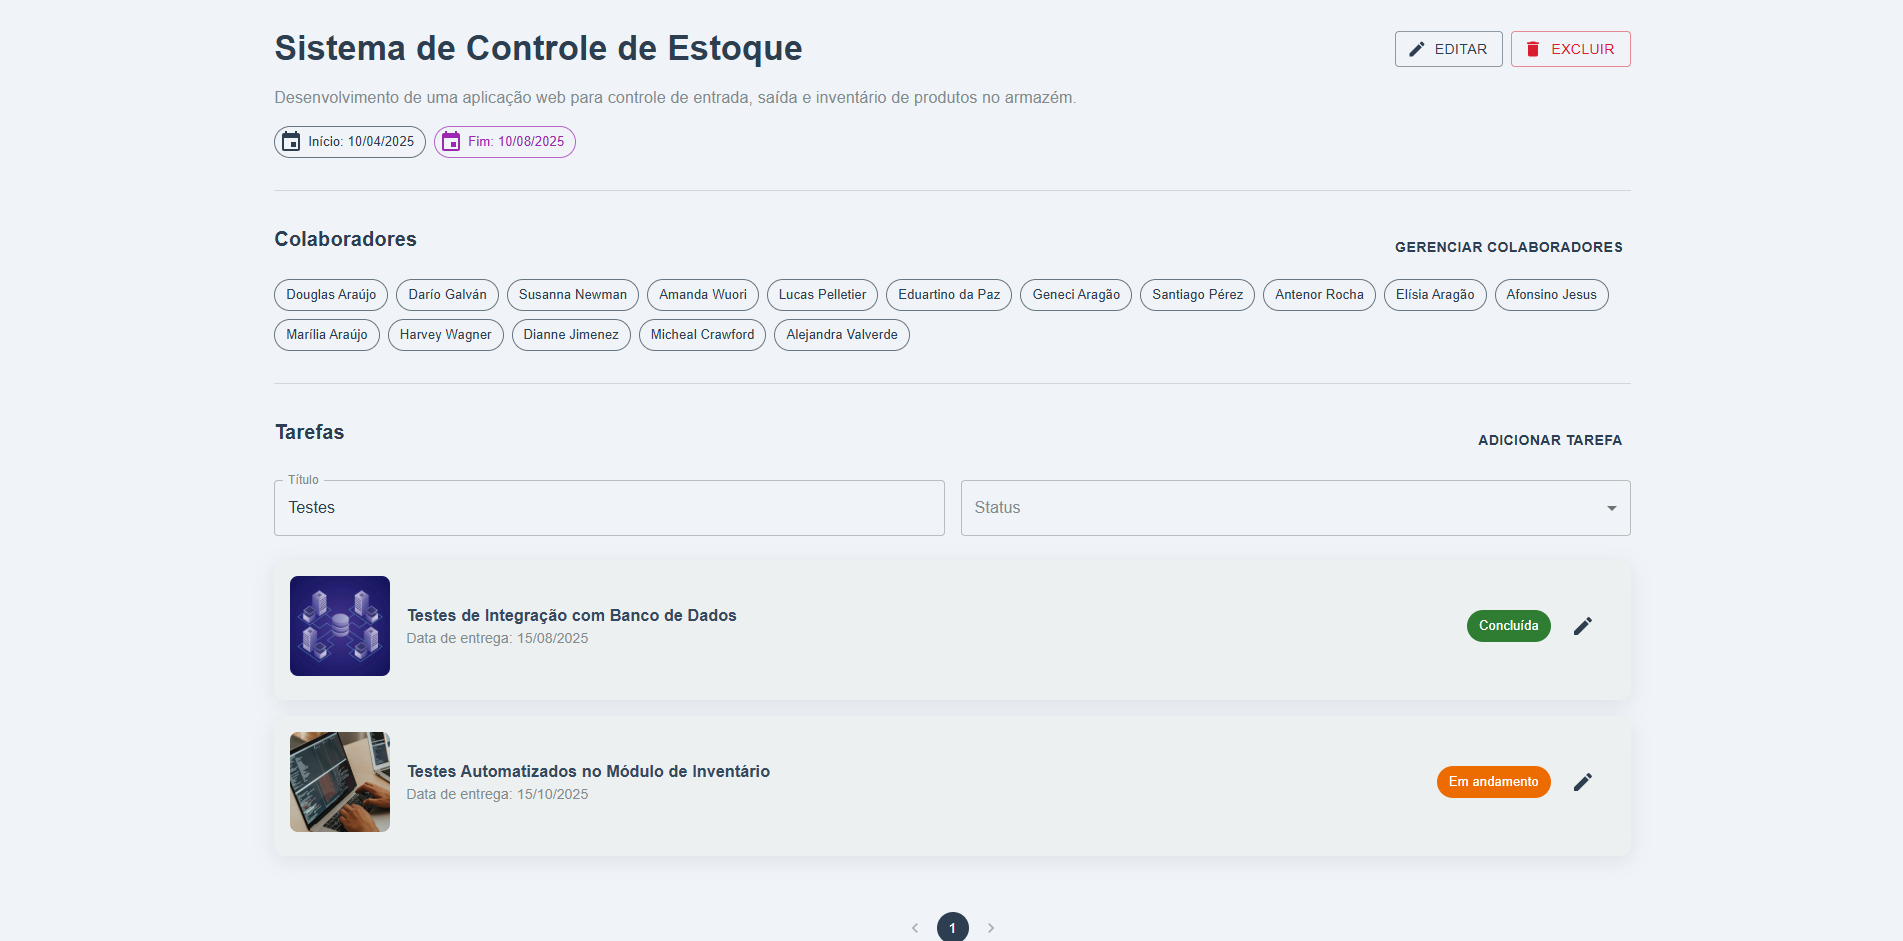 Sistema de Controle de Estoque
EDITAR
EXCLUIR
Desenvolvimento de uma aplicação web para controle de entrada, saída e inventário de produtos no armazém.
Início: 10/04/2025
Fim: 10/08/2025
Colaboradores
GERENCIAR COLABORADORES
Douglas Araújo
Darío Galván
Susanna Newman
Amanda Wuori
Lucas Pelletier
Eduartino da Paz
Geneci Aragão
Santiago Pérez
Antenor Rocha
Elísia Aragão
Afonsino Jesus
Marília Araújo
Harvey Wagner
Dianne Jimenez
Micheal Crawford
Alejandra Valverde
Tarefas
ADICIONAR TAREFA
Título
Testes
Status
Testes de Integração com Banco de Dados
Data de entrega: 15/08/2025
Concluída
Testes Automatizados no Módulo de Inventário
Data de entrega: 15/10/2025
Em andamento
1